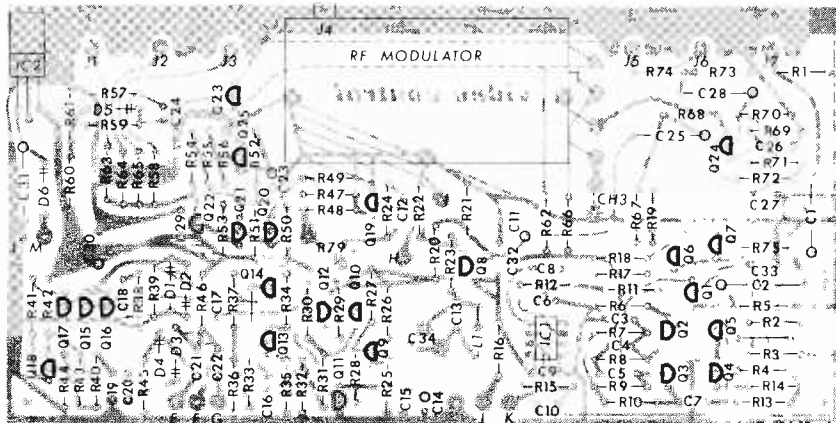 J4
J2 J3 RF MODULATOR J5 J6 J7
R74 R73 R1
R57 C28
D5 C24 Q23 R68 R70
R59 R69
R61 Q25 C25 C26
R54 R55 R56 R52 Q24 R71
R63 R64 R65 R58 R60 R72
C23
R49
D6 R47 R24 C12 R22 R21 CH3 R67 R19 C27 C1
R48
Q22 R53 Q21 R51 Q20 R50 C11 R62 R66
M R79 Q19 H R20 R23 Q8 C32 Q7 R75
Q6
R18
C8 R17 C33
Q14 Q12 Q10 R12 R11 Q1 C2
R41 R42 C18 R39 D1 D2 R46 C17 R37 R34 R30 R29 R27 R26 C13 C6 R6 R5
C3 R2
C34 L1 R16 IC1 R7 Q2 Q5
Q18 Q17 Q15 Q16 D4 D3 Q13 Q9 C4 R3
R8
C5 R4
R44 R40 C19 C20 R45 C21 C22 R36 R33 C16 R35 R32 R31 Q11 R28 R25 C15 C14 R15 R9 Q3 Q4 R14
K C10 R10 C7 R13